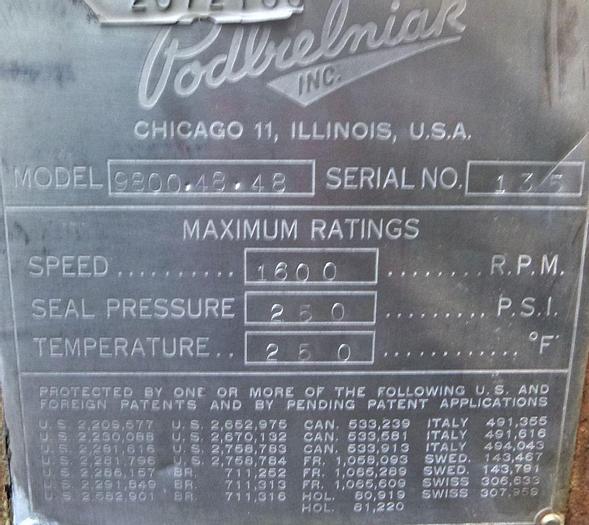 Podbielniak
INC.
CHICAGO 11, ILLINOIS, U.S.A.
MODEL 9800.48.48 SERIAL NO. 135
MAXIMUM RATINGS
SPEED .......... 1600 ........ R.P.M.
SEAL PRESSURE 250 ......... P.S.I.
TEMPERATURE.. 250 ............ °F
PROTECTED BY ONE OR MORE OF THE FOLLOWING U.S. AND
FOREIGN PATENTS AND BY PENDING PATENT APPLICATIONS
U.S. 2,209,577 U.S. 2,652,975 CAN. 533,239 ITALY 491,355
U.S. 2,230,088 U.S. 2,670,132 CAN. 533,581 ITALY 491,616
U.S. 2,281,616 U.S. 2,758,783 CAN. 533,913 ITALY 494,043
U.S. 2,281,796 U.S. 2,758,784 FR. 1,058,093 SWED. 143,467
U.S. 2,286,157 BR. 711,256 FR. 1,065,289 SWED. 143,791
U.S. 2,291,849 BR. 711,313 FR. 1,065,609 SWISS 306,633
U.S. 2,582,901 BR. 711,316 HOL. 80,919 SWISS 307,959
HOL. 81,220